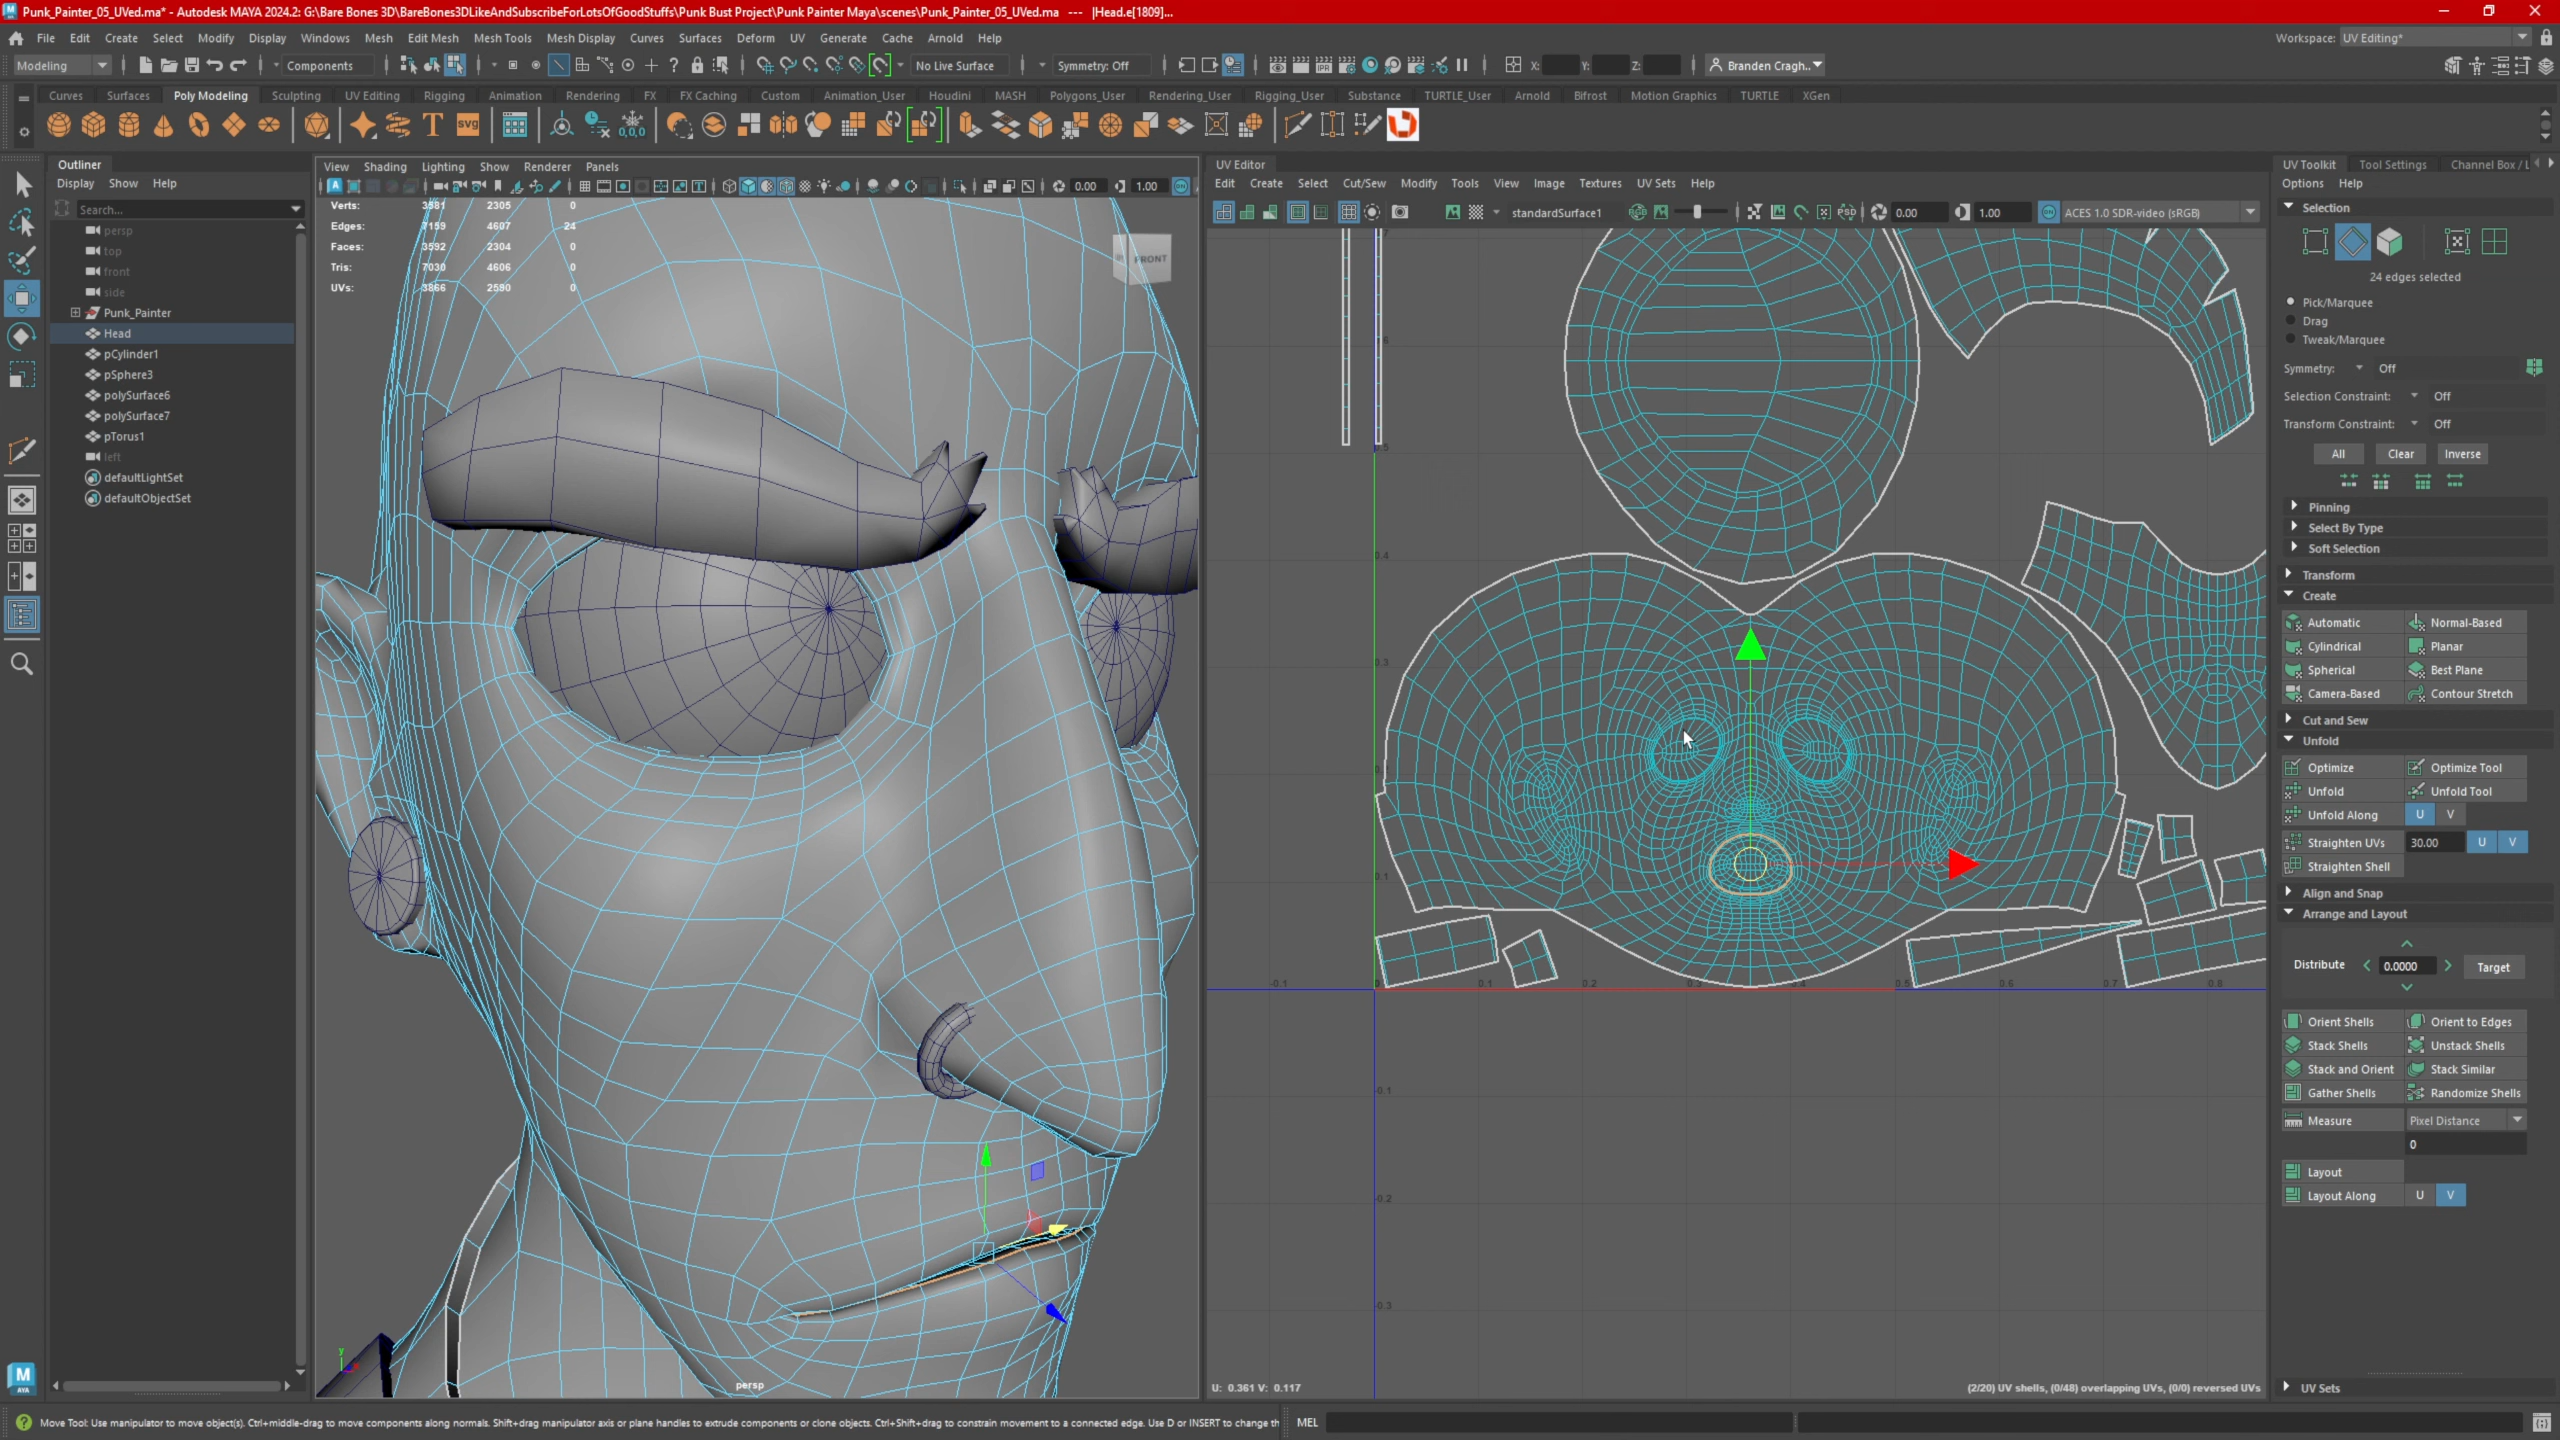 Punk_Painter_05_UVed.ma* - Autodesk MAYA 2024.2: G:\Bare Bones 3D\BareBones3DLikeAndSubscribeForLotsOfGoodStuffs\Punk Bust Project\Punk Painter Maya\scenes\Punk_Painter_05_UVed.ma --- |Head.e[1809]...
File Edit Create Select Modify Display Windows Mesh Edit Mesh Mesh Tools Mesh Display Curves Surfaces Deform UV Generate Cache Arnold Help
Workspace: UV Editing*
Modeling Components No Live Surface Symmetry: Off X: Y: Z: Branden Cragh..
Curves Surfaces Poly Modeling Sculpting UV Editing Rigging Animation Rendering FX FX Caching Custom Animation_User Houdini MASH Polygons_User Rendering_User Rigging_User Substance TURTLE_User Arnold Bifrost Motion Graphics TURTLE XGen
Outliner
Display Show Help
Search...
persp
top
front
side
Punk_Painter
Head
pCylinder1
pSphere3
polySurface6
polySurface7
pTorus1
left
defaultLightSet
defaultObjectSet
View Shading Lighting Show Renderer Panels
0.00 1.00
Verts: 3581 2305 0
Edges: 7159 4607 24
Faces: 3592 2304 0
Tris: 7030 4606 0
UVs: 3866 2590 0
FRONT
persp
UV Editor
Edit Create Select Cut/Sew Modify Tools View Image Textures UV Sets Help
standardSurface1 0.00 1.00 ACES 1.0 SDR-video (sRGB)
U: 0.361 V: 0.117
(2/20) UV shells, (0/48) overlapping UVs, (0/0) reversed UVs
UV Toolkit Tool Settings Channel Box / L
Options Help
Selection
24 edges selected
Pick/Marquee
Drag
Tweak/Marquee
Symmetry: Off
Selection Constraint: Off
Transform Constraint: Off
All Clear Inverse
Pinning
Select By Type
Soft Selection
Transform
Create
Automatic Normal-Based
Cylindrical Planar
Spherical Best Plane
Camera-Based Contour Stretch
Cut and Sew
Unfold
Optimize Optimize Tool
Unfold Unfold Tool
Unfold Along U V
Straighten UVs 30.00 U V
Straighten Shell
Align and Snap
Arrange and Layout
Distribute 0.0000 Target
Orient Shells Orient to Edges
Stack Shells Unstack Shells
Stack and Orient Stack Similar
Gather Shells Randomize Shells
Measure Pixel Distance
0
Layout
Layout Along U V
UV Sets
Move Tool: Use manipulator to move object(s). Ctrl+middle-drag to move components along normals. Shift+drag manipulator axis or plane handles to extrude components or clone objects. Ctrl+Shift+drag to constrain movement to a connected edge. Use D or INSERT to change th
MEL